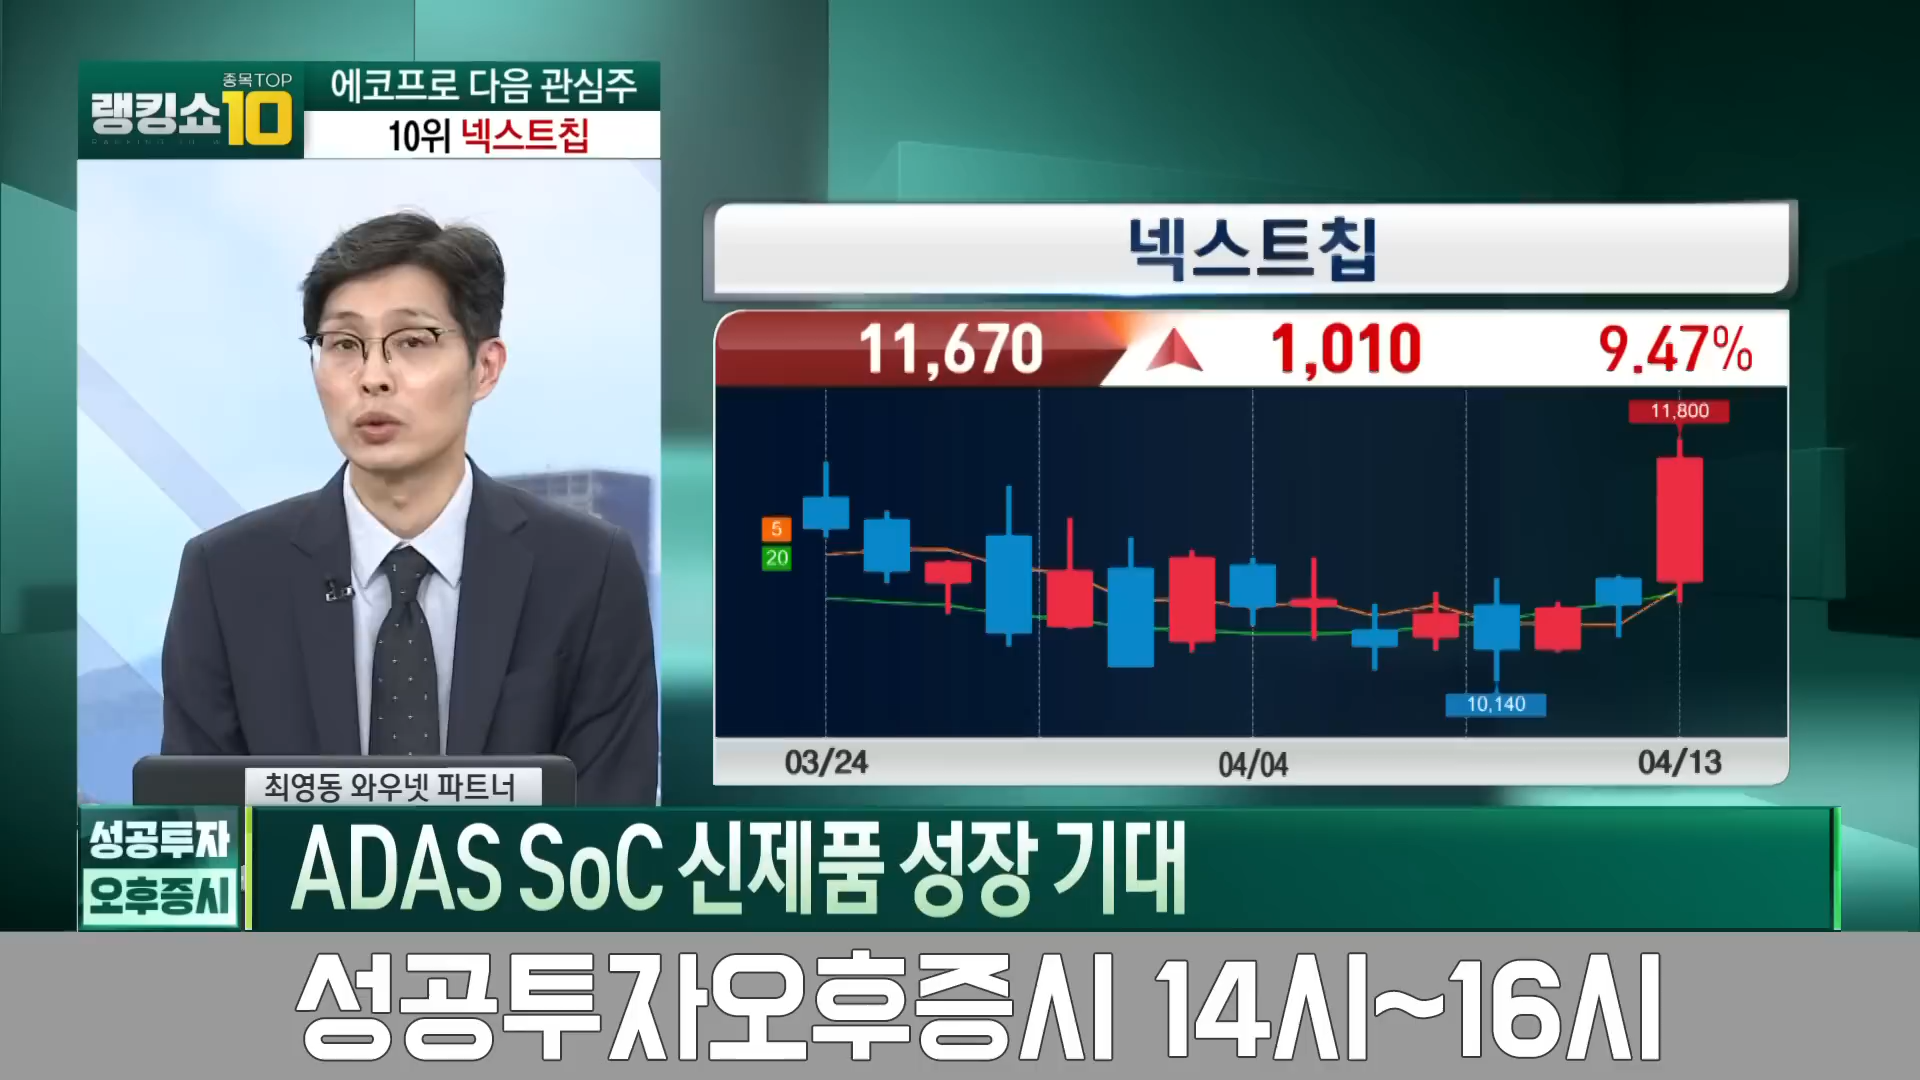 종목TOP
랭킹쇼10
에코프로 다음 관심주
10위 넥스트칩
넥스트칩
11,670 1,010 9.47%
11,800
5
20
10,140
03/24 04/04 04/13
최영동 와우넷 파트너
성공투자
오후증시
ADAS SoC 신제품 성장 기대
성공투자오후증시 14시~16시